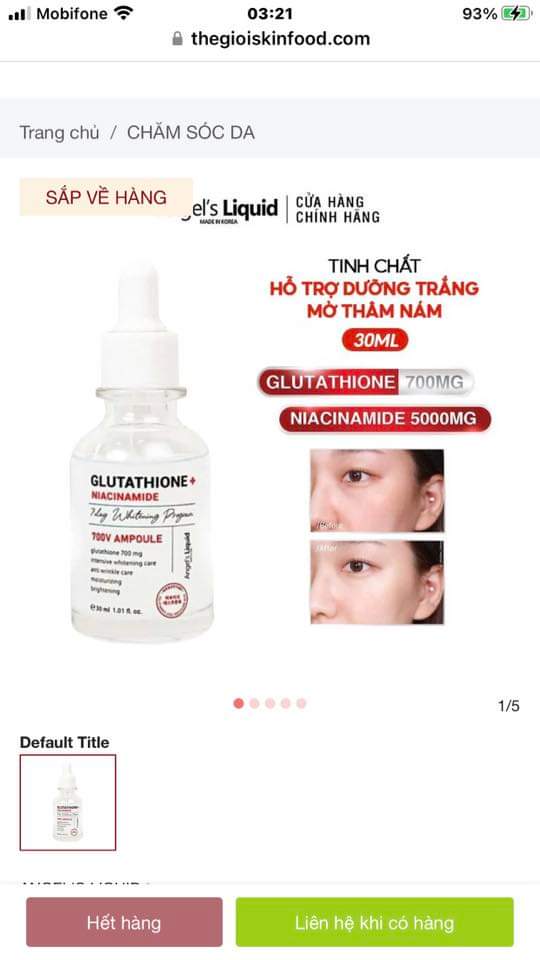 Mobifone
03:21
93%
thegioiskinfood.com
Trang chủ / CHĂM SÓC DA
SẮP VỀ HÀNG
el's Liquid
MADE IN KOREA
CỬA HÀNG
CHÍNH HÃNG
TINH CHẤT
HỖ TRỢ DƯỠNG TRẮNG
MỜ THÂM NÁM
30ML
GLUTATHIONE 700MG
NIACINAMIDE 5000MG
GLUTATHIONE+
NIACINAMIDE
7day Whitening Program
700V AMPOULE
glutathione 700 mg
intensive whitening care
anti wrinkle care
moisturizing
brightening
Angel's Liquid
℮30 ml 1.01 fl. oz.
/Before
/After
1/5
Default Title
GLUTATHIONE+
Hết hàng
Liên hệ khi có hàng